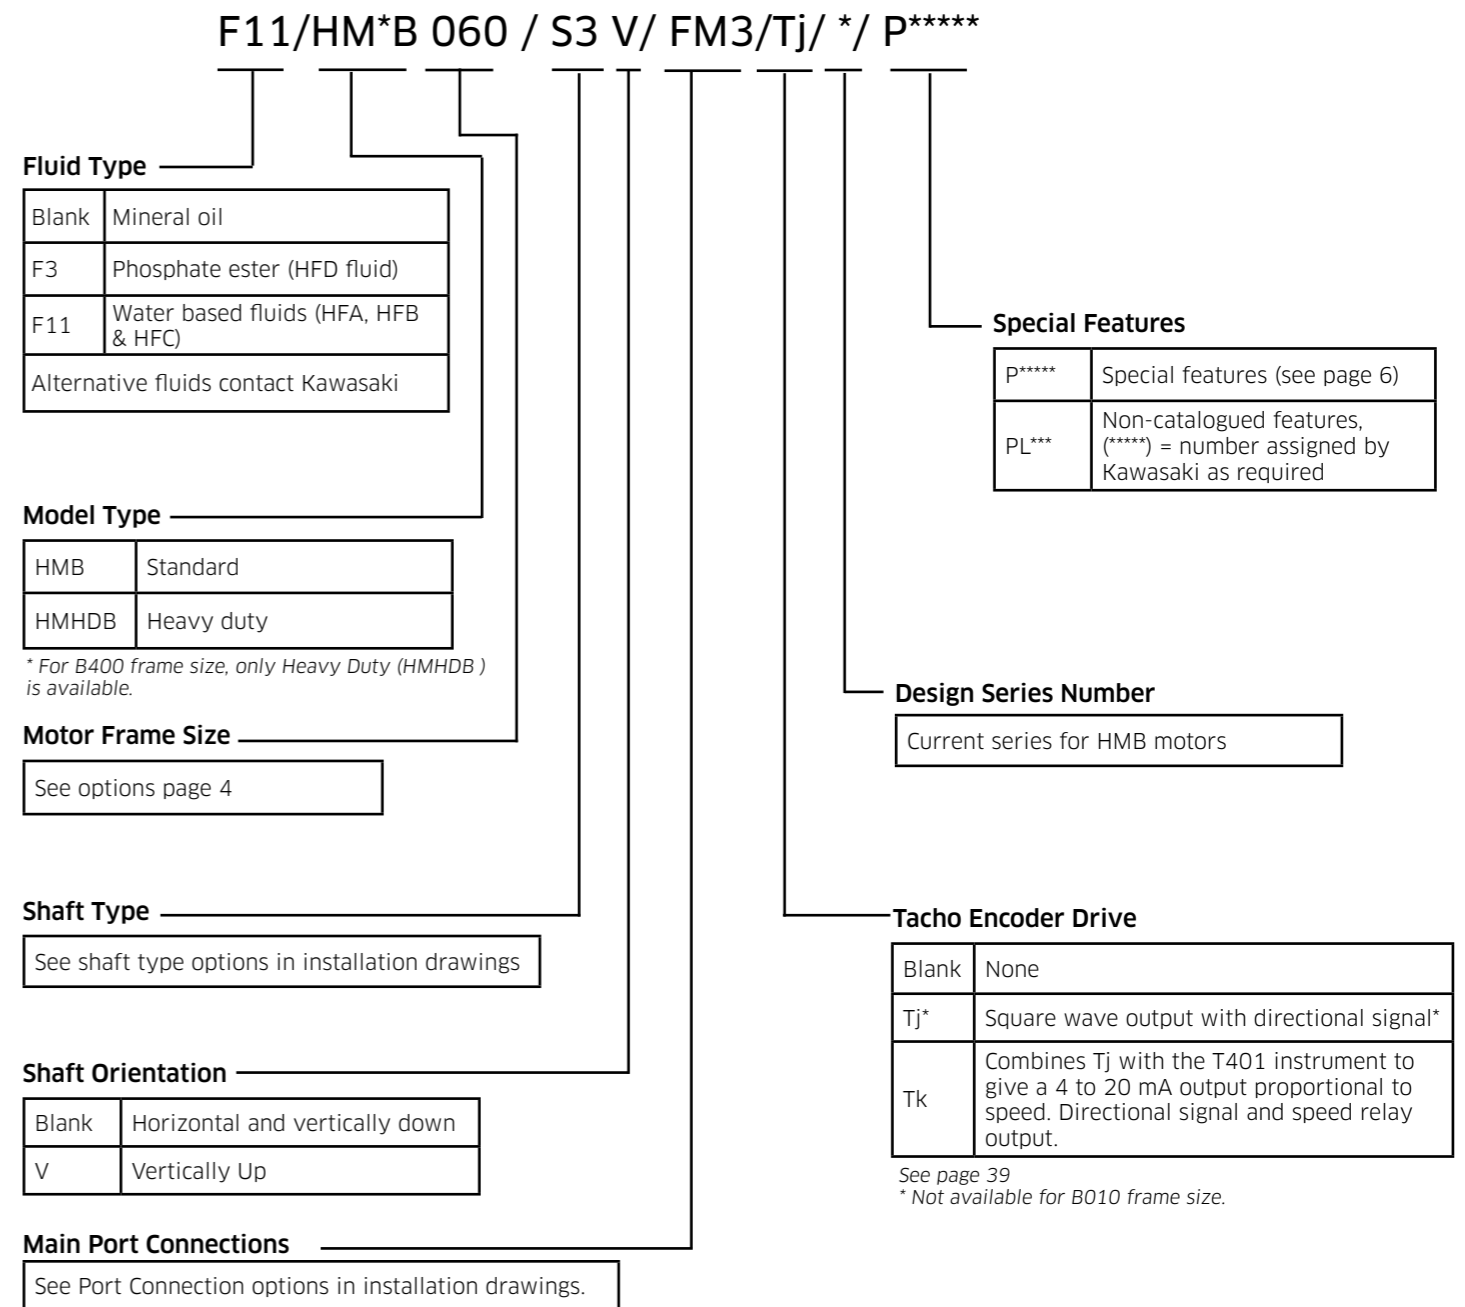 F11/HM*B 060 / S3 V/ FM3/Tj/ */ P*****
Fluid Type
Blank Mineral oil
F3 Phosphate ester (HFD fluid)
F11 Water based fluids (HFA, HFB
& HFC)
Alternative fluids contact Kawasaki
Model Type
HMB Standard
HMHDB Heavy duty
* For B400 frame size, only Heavy Duty (HMHDB )
is available.
Motor Frame Size
See options page 4
Shaft Type
See shaft type options in installation drawings
Shaft Orientation
Blank Horizontal and vertically down
V Vertically Up
Main Port Connections
See Port Connection options in installation drawings.
Special Features
P***** Special features (see page 6)
PL*** Non-catalogued features,
(*****) = number assigned by
Kawasaki as required
Design Series Number
Current series for HMB motors
Tacho Encoder Drive
Blank None
Tj* Square wave output with directional signal*
Tk Combines Tj with the T401 instrument to
give a 4 to 20 mA output proportional to
speed. Directional signal and speed relay
output.
See page 39
* Not available for B010 frame size.